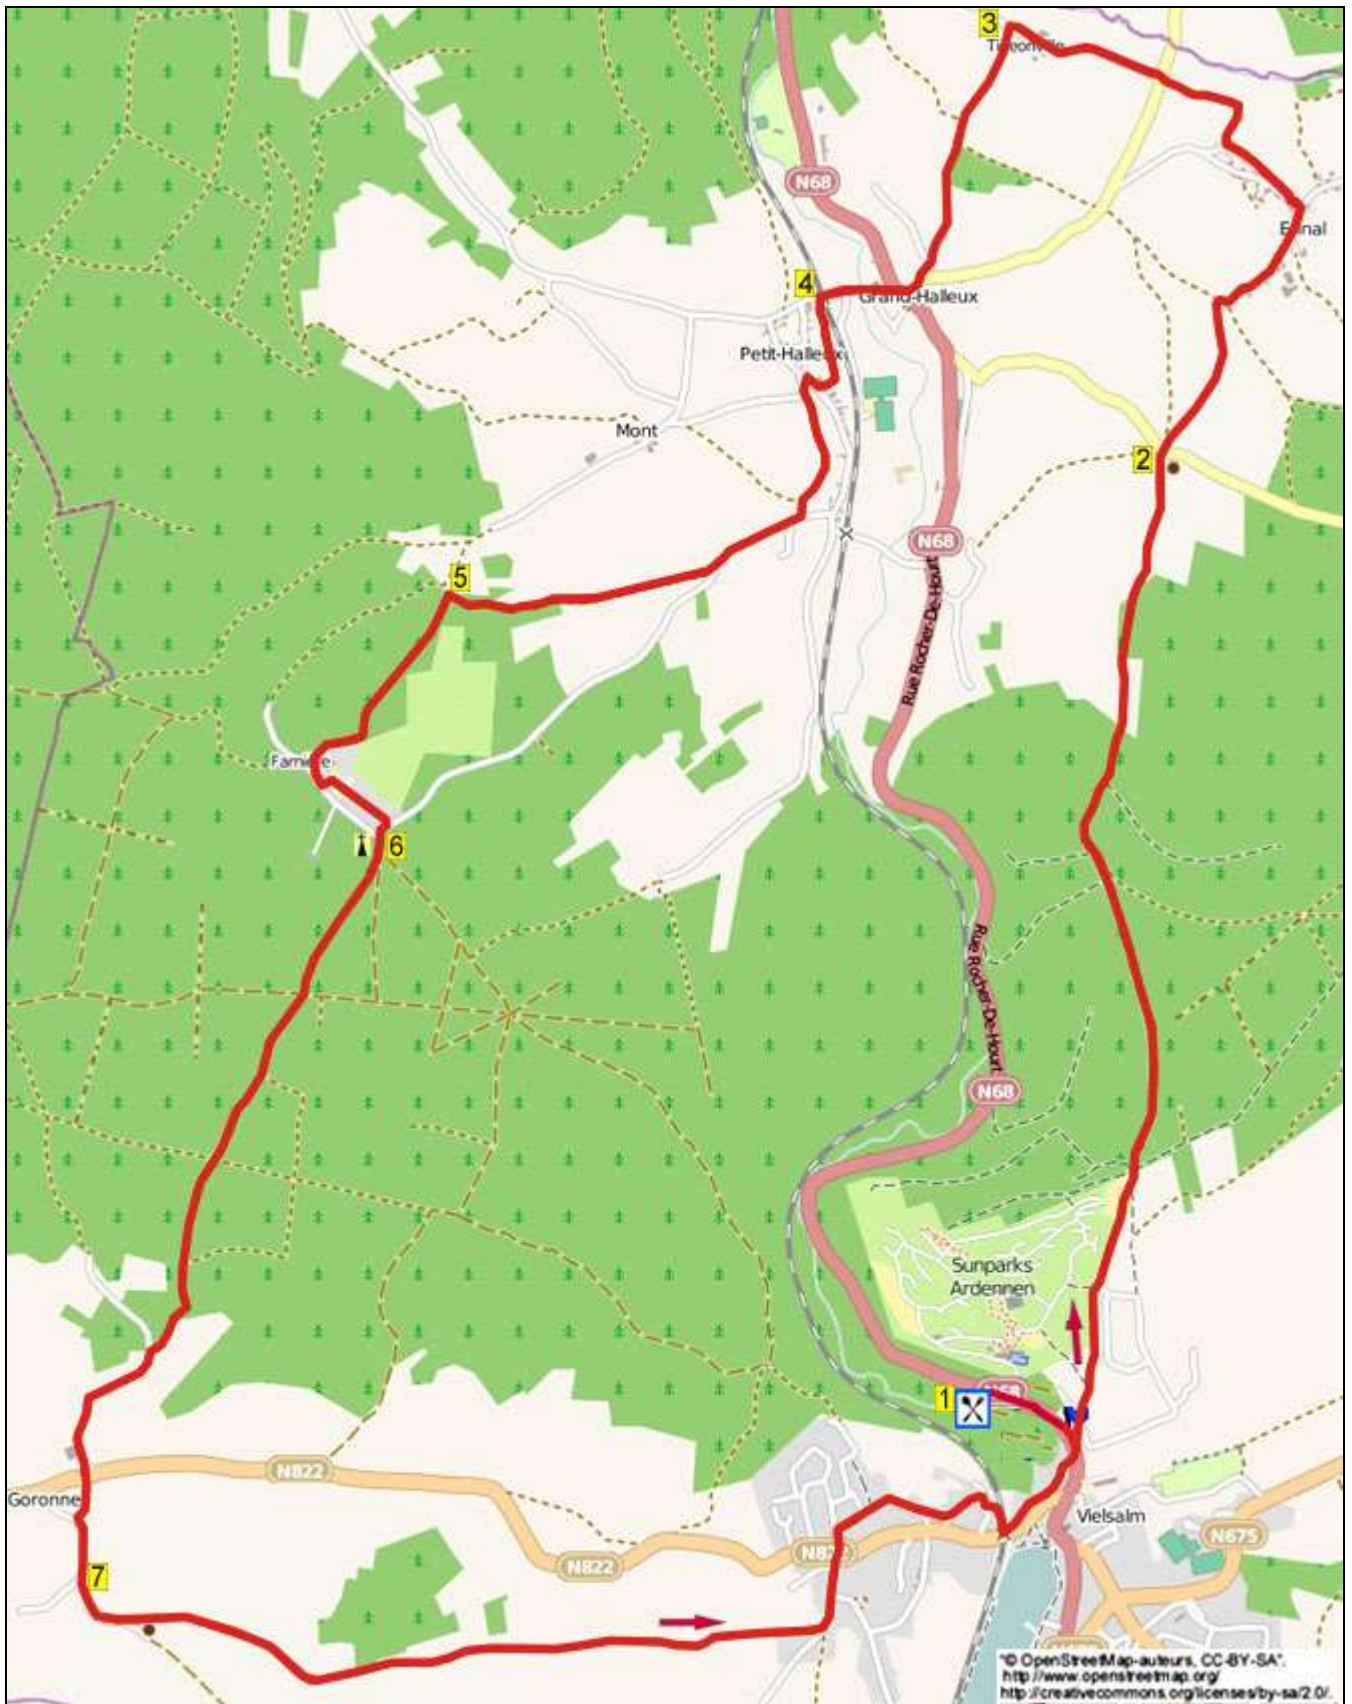 3
N68
4
Grand-Halleux
Petit-Halleux
Mont
2
N68
5
Rue Rocher-De-Hourt
6
Rue Rocher-De-Hourt
N68
Sunparks
Ardennen
1
N68
N822
Goronne
Vielsalm
N675
N822
N822
7
"© OpenStreetMap-auteurs, CC-BY-SA".
http://www.openstreetmap.org/
http://creativecommons.org/licenses/by-sa/2.0/.